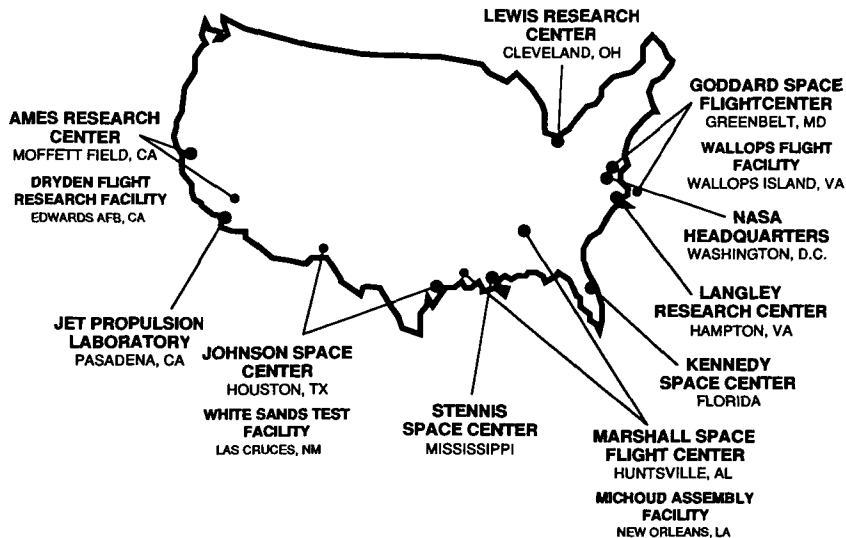 LEWIS RESEARCH
CENTER
CLEVELAND, OH
GODDARD SPACE
FLIGHTCENTER
GREENBELT, MD
WALLOPS FLIGHT
FACILITY
WALLOPS ISLAND, VA
NASA
HEADQUARTERS
WASHINGTON, D.C.
LANGLEY
RESEARCH CENTER
HAMPTON, VA
KENNEDY
SPACE CENTER
FLORIDA
MARSHALL SPACE
FLIGHT CENTER
HUNTSVILLE, AL
MICHOUD ASSEMBLY
FACILITY
NEW ORLEANS, LA
STENNIS
SPACE CENTER
MISSISSIPPI
JOHNSON SPACE
CENTER
HOUSTON, TX
WHITE SANDS TEST
FACILITY
LAS CRUCES, NM
JET PROPULSION
LABORATORY
PASADENA, CA
AMES RESEARCH
CENTER
MOFFETT FIELD, CA
DRYDEN FLIGHT
RESEARCH FACILITY
EDWARDS AFB, CA